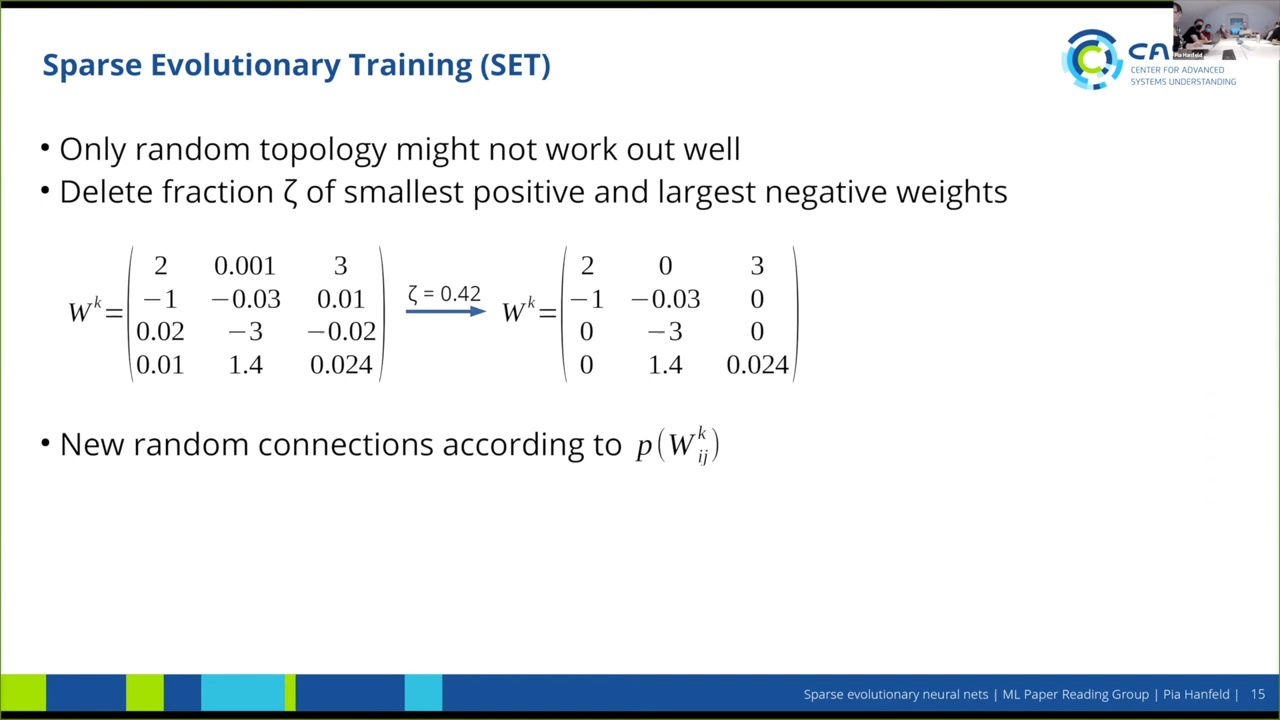 Sparse Evolutionary Training (SET)
CA
CENTER FOR ADVANCED
SYSTEMS UNDERSTANDING
Pia Hanfeld
• Only random topology might not work out well
• Delete fraction ζ of smallest positive and largest negative weights
W^k = ( 2 0.001 3
−1 −0.03 0.01
0.02 −3 −0.02
0.01 1.4 0.024 )
ζ = 0.42
W^k = ( 2 0 3
−1 −0.03 0
0 −3 0
0 1.4 0.024 )
• New random connections according to p(W^k_ij)
Sparse evolutionary neural nets | ML Paper Reading Group | Pia Hanfeld | 15